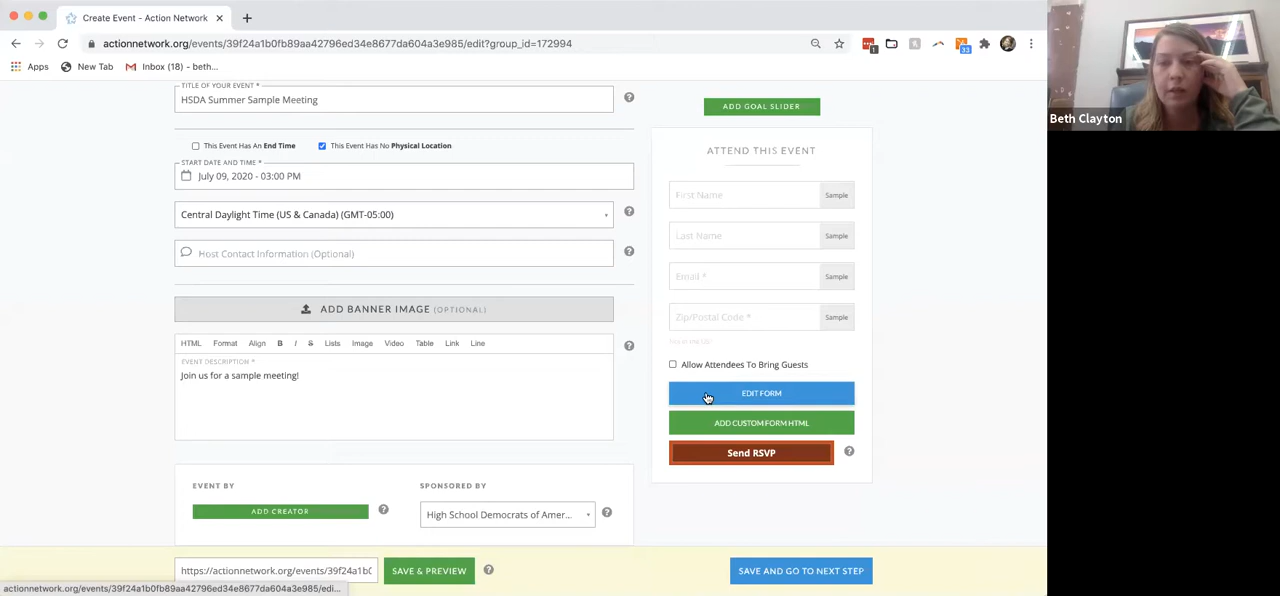 Create Event - Action Network
actionnetwork.org/events/39f24a1b0fb89aa42796ed34e8677da604a3e985/edit?group_id=172994
1
33
Apps
New Tab
Inbox (18) - beth...
Beth Clayton
TITLE OF YOUR EVENT *
HSDA Summer Sample Meeting
This Event Has An End Time
This Event Has No Physical Location
START DATE AND TIME *
July 09, 2020 - 03:00 PM
Central Daylight Time (US & Canada) (GMT-05:00)
Host Contact Information (Optional)
ADD BANNER IMAGE (OPTIONAL)
HTML Format Align B I S Lists Image Video Table Link Line
EVENT DESCRIPTION *
Join us for a sample meeting!
EVENT BY
ADD CREATOR
SPONSORED BY
High School Democrats of Amer...
ADD GOAL SLIDER
ATTEND THIS EVENT
First Name Sample
Last Name Sample
Email * Sample
Zip/Postal Code * Sample
Not in the US?
Allow Attendees To Bring Guests
EDIT FORM
ADD CUSTOM FORM HTML
Send RSVP
https://actionnetwork.org/events/39f24a1b0
SAVE & PREVIEW
SAVE AND GO TO NEXT STEP
actionnetwork.org/events/39f24a1b0fb89aa42796ed34e8677da604a3e985/edi...